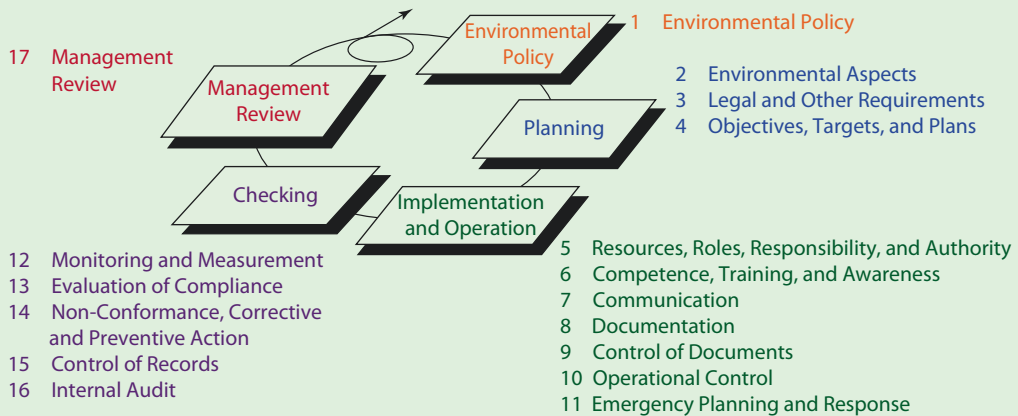 1 Environmental Policy
Environmental
Policy
17 Management
Review
Management
Review
2 Environmental Aspects
3 Legal and Other Requirements
4 Objectives, Targets, and Plans
Planning
Checking
Implementation
and Operation
5 Resources, Roles, Responsibility, and Authority
6 Competence, Training, and Awareness
7 Communication
8 Documentation
9 Control of Documents
10 Operational Control
11 Emergency Planning and Response
12 Monitoring and Measurement
13 Evaluation of Compliance
14 Non-Conformance, Corrective
and Preventive Action
15 Control of Records
16 Internal Audit